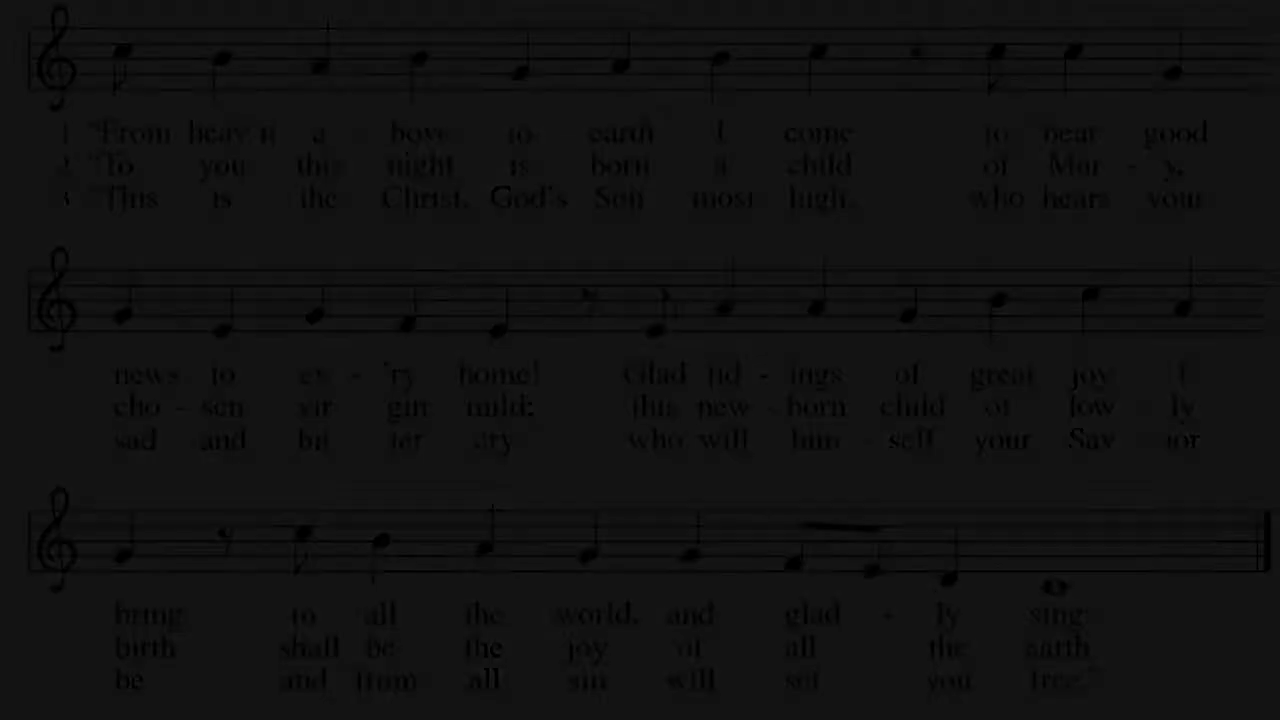 1 "From heav'n a - bove to earth I come to bear good
2 "To you this night is born a child of Mar - y,
3 "This is the Christ, God's Son most high, who hears your
news to ev - 'ry home! Glad tid - ings of great joy I
cho - sen vir - gin mild; this new - born child of low - ly
sad and bit - ter cry; who will him - self your Sav - ior
bring to all the world, and glad - ly sing:
birth shall be the joy of all the earth.
be and from all sin will set you free."